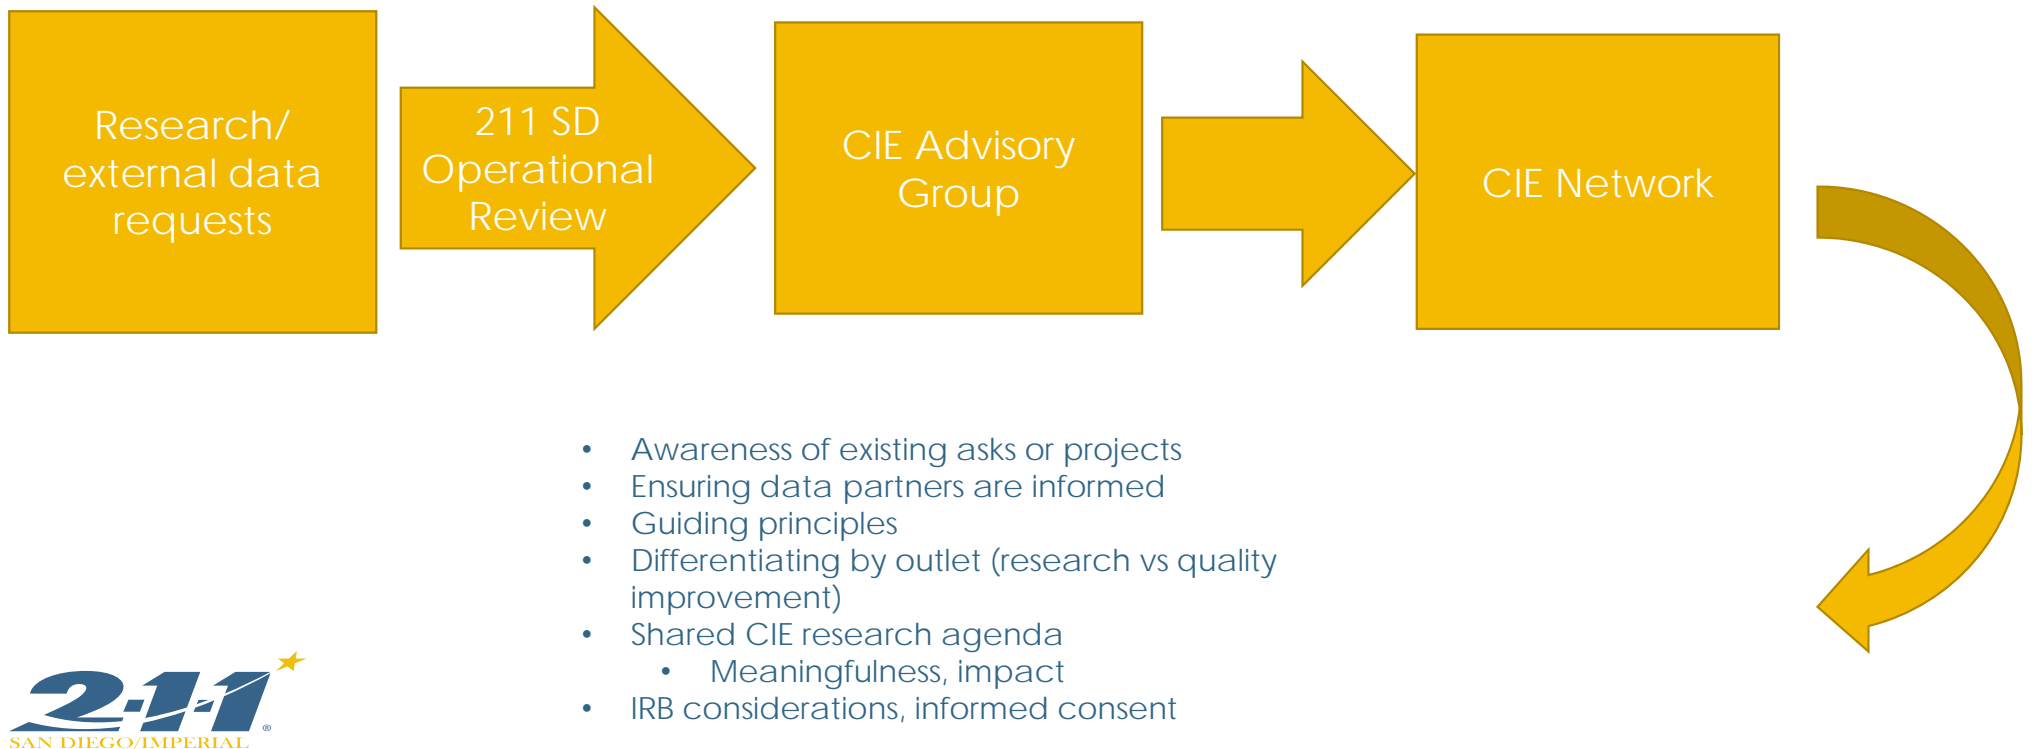 Research/
external data
requests
211 SD
Operational
Review
CIE Advisory
Group
CIE Network
• Awareness of existing asks or projects
• Ensuring data partners are informed
• Guiding principles
• Differentiating by outlet (research vs quality
improvement)
• Shared CIE research agenda
• Meaningfulness, impact
• IRB considerations, informed consent
2-1-1®
SAN DIEGO/IMPERIAL